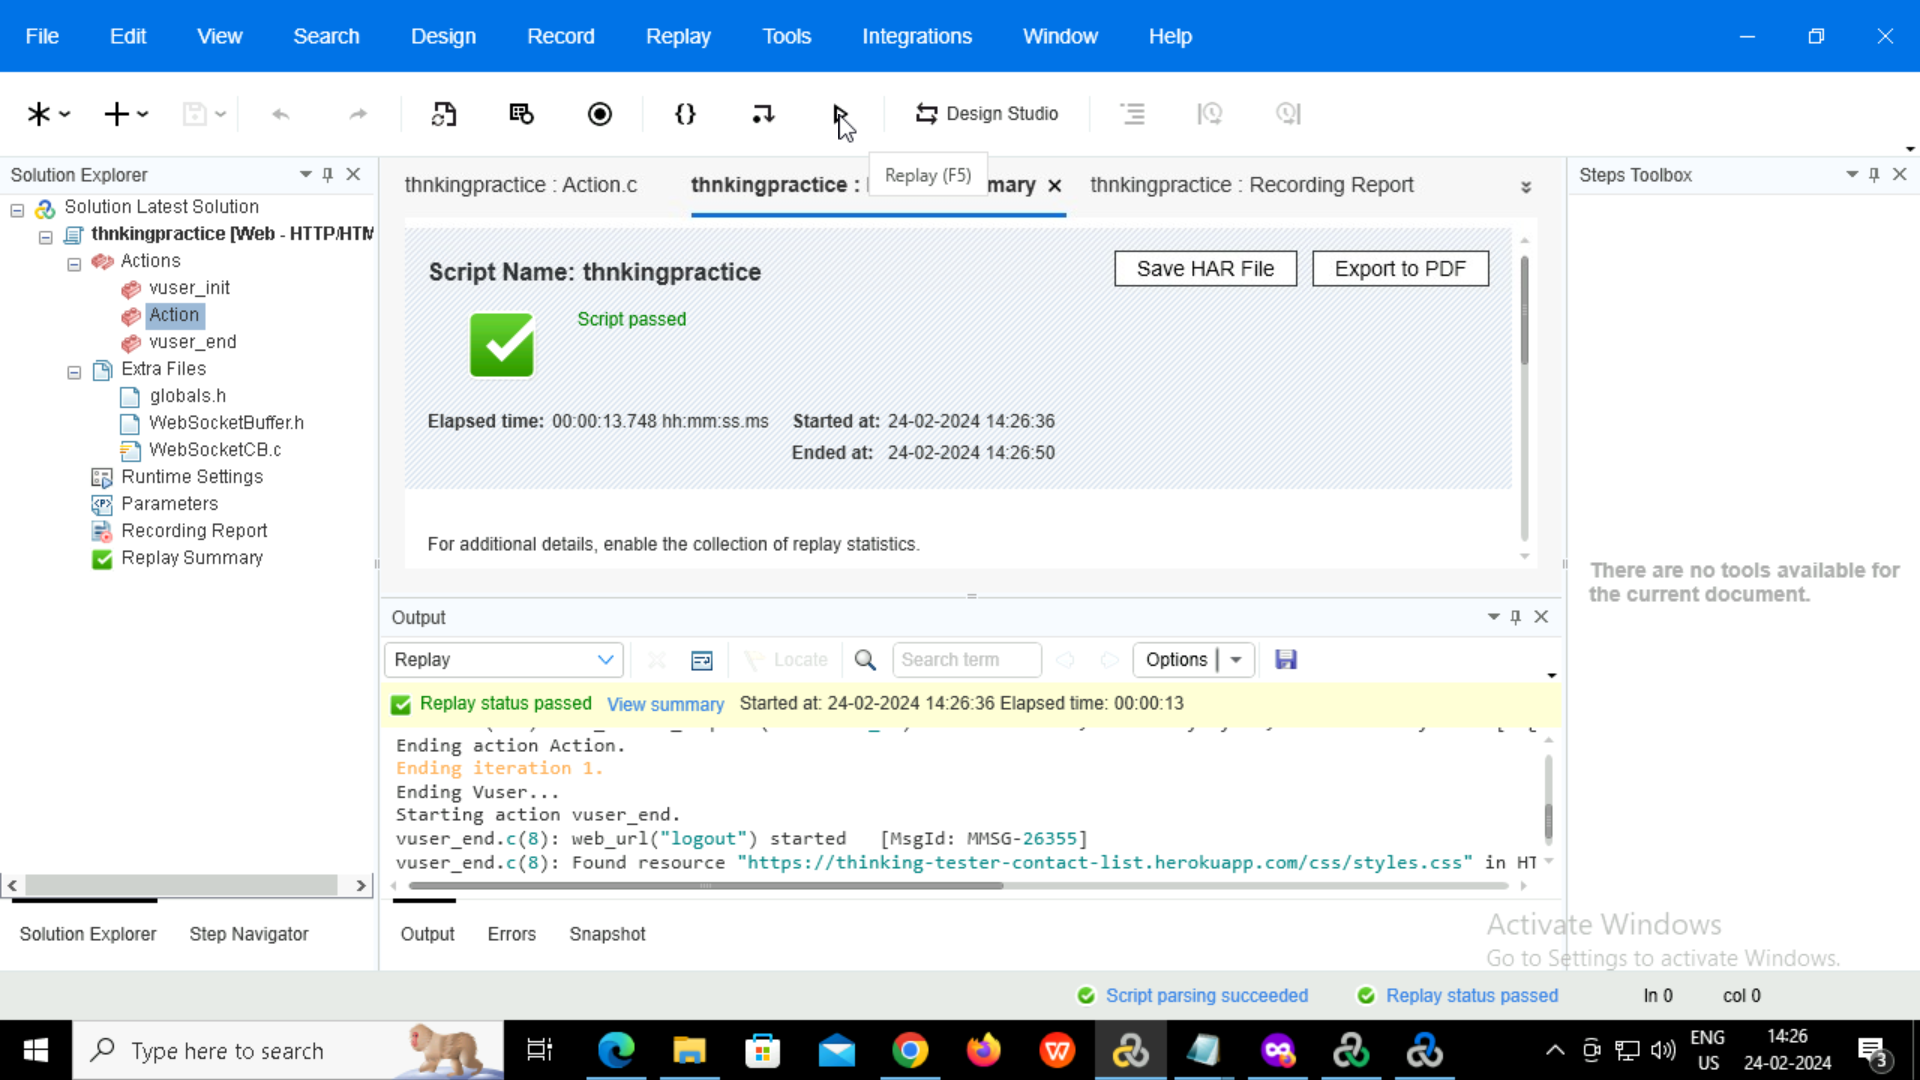 File Edit View Search Design Record Replay Tools Integrations Window Help
Design Studio
Replay (F5)
Solution Explorer
Solution Latest Solution
thnkingpractice [Web - HTTP/HTM
Actions
vuser_init
Action
vuser_end
Extra Files
globals.h
WebSocketBuffer.h
WebSocketCB.c
Runtime Settings
Parameters
Recording Report
Replay Summary
Solution Explorer Step Navigator
thnkingpractice : Action.c thnkingpractice : mary thnkingpractice : Recording Report
Script Name: thnkingpractice
Save HAR File Export to PDF
Script passed
Elapsed time: 00:00:13.748 hh:mm:ss.ms Started at: 24-02-2024 14:26:36
Ended at: 24-02-2024 14:26:50
For additional details, enable the collection of replay statistics.
Output
Replay Locate Search term Options
Replay status passed View summary Started at: 24-02-2024 14:26:36 Elapsed time: 00:00:13
Ending action Action.
Ending iteration 1.
Ending Vuser...
Starting action vuser_end.
vuser_end.c(8): web_url("logout") started [MsgId: MMSG-26355]
vuser_end.c(8): Found resource "https://thinking-tester-contact-list.herokuapp.com/css/styles.css" in HT
Output Errors Snapshot
Steps Toolbox
There are no tools available for
the current document.
Activate Windows
Go to Settings to activate Windows.
Script parsing succeeded Replay status passed ln 0 col 0
Type here to search
ENG
US
14:26
24-02-2024
3